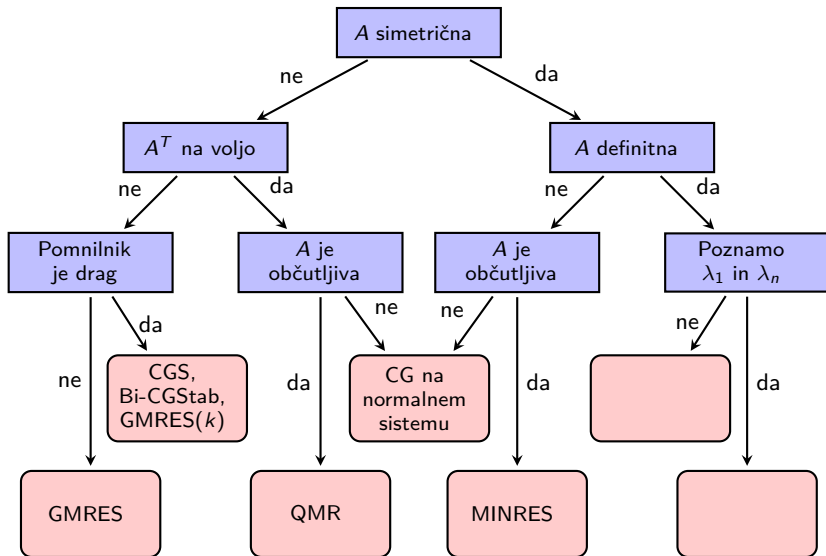 A simetrična
ne
da
A^T na voljo
A definitna
ne
da
ne
da
Pomnilnik
je drag
A je
občutljiva
A je
občutljiva
Poznamo
λ₁ in λₙ
da
ne
ne
ne
ne
da
da
da
CGS,
Bi-CGStab,
GMRES(k)
CG na
normalnem
sistemu
GMRES
QMR
MINRES